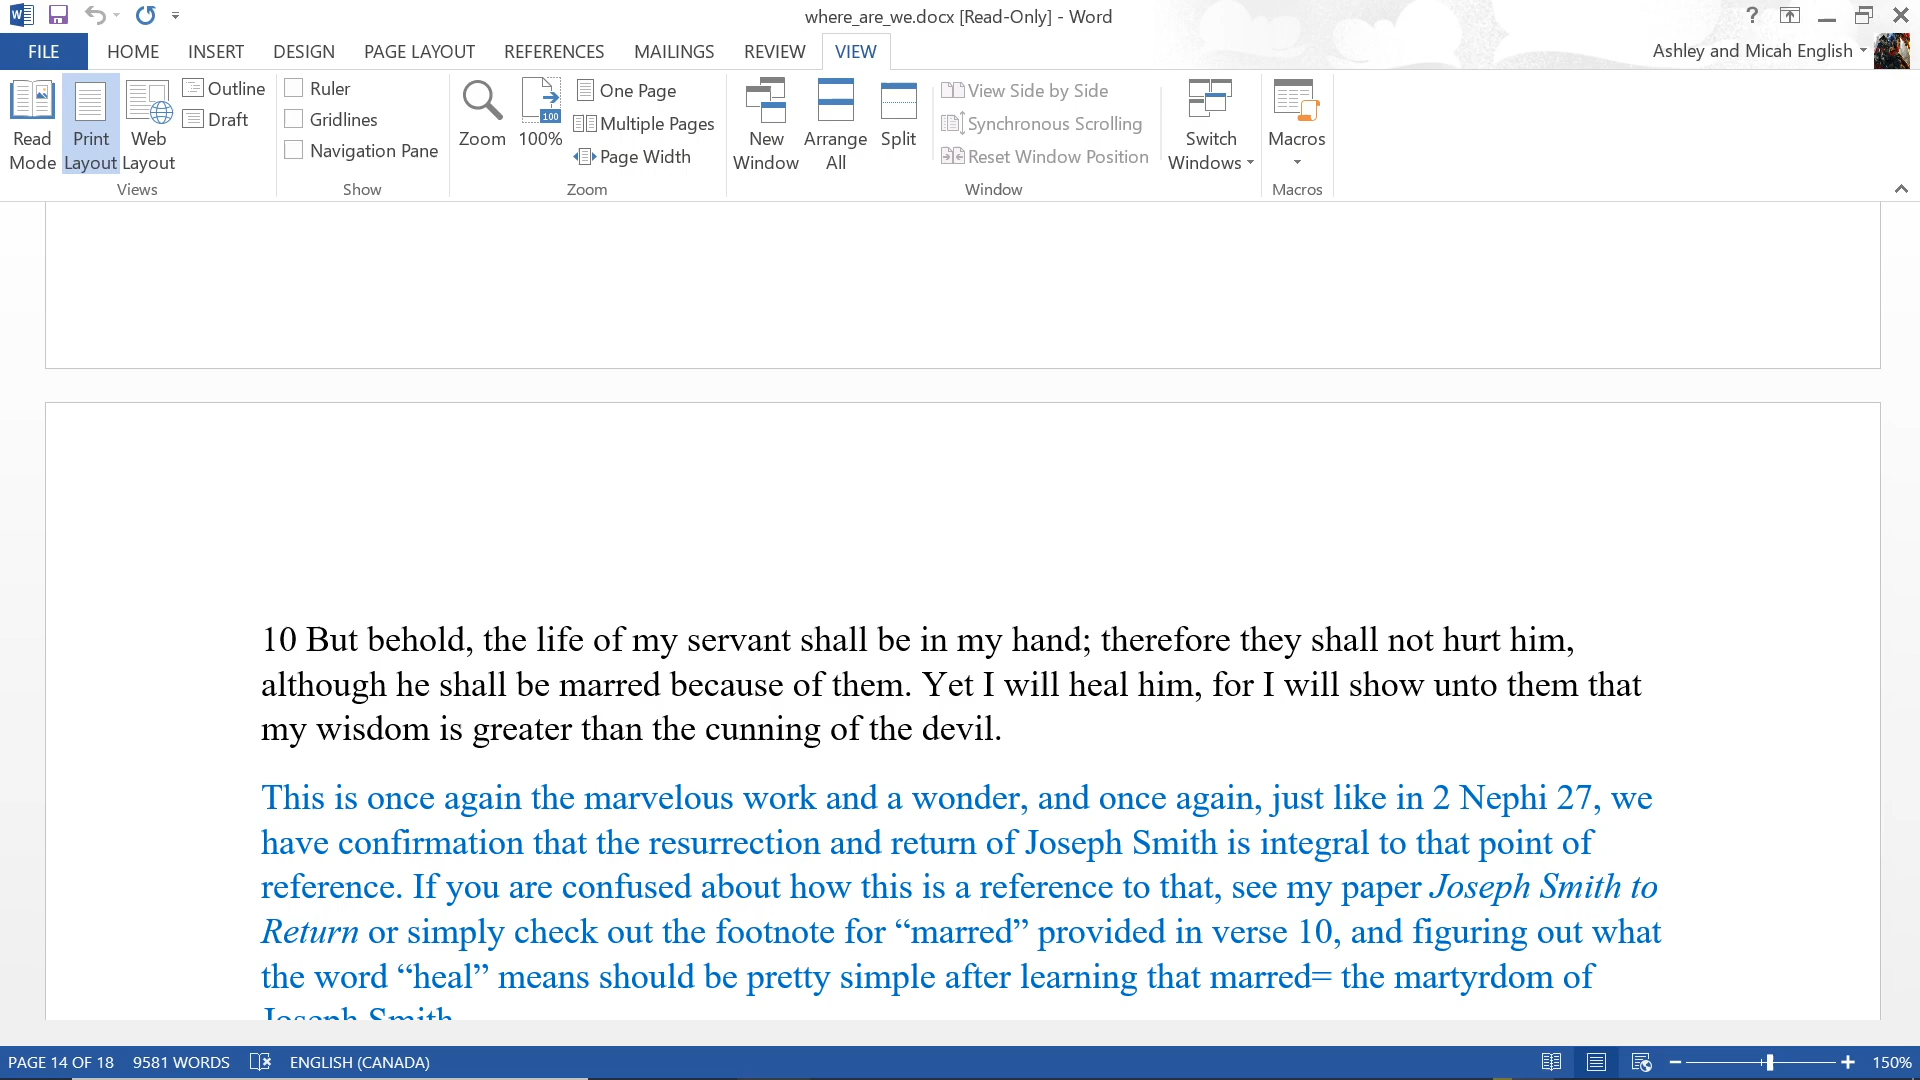 where_are_we.docx [Read-Only] - Word
FILE HOME INSERT DESIGN PAGE LAYOUT REFERENCES MAILINGS REVIEW VIEW
Ashley and Micah English
Read Mode
Print Layout
Web Layout
Outline
Draft
Views
Ruler
Gridlines
Navigation Pane
Show
Zoom
100
100%
One Page
Multiple Pages
Page Width
Zoom
New Window
Arrange All
Split
View Side by Side
Synchronous Scrolling
Reset Window Position
Window
Switch Windows
Macros
Macros
10 But behold, the life of my servant shall be in my hand; therefore they shall not hurt him,
although he shall be marred because of them. Yet I will heal him, for I will show unto them that
my wisdom is greater than the cunning of the devil.
This is once again the marvelous work and a wonder, and once again, just like in 2 Nephi 27, we
have confirmation that the resurrection and return of Joseph Smith is integral to that point of
reference. If you are confused about how this is a reference to that, see my paper Joseph Smith to
Return or simply check out the footnote for “marred” provided in verse 10, and figuring out what
the word “heal” means should be pretty simple after learning that marred= the martyrdom of
Joseph Smith
PAGE 14 OF 18 9581 WORDS ENGLISH (CANADA) 150%